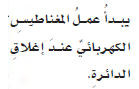 يبدأُ عملُ المغناطيسِ
الكهربائيِّ عندَ إغلاقِ
الدائرةِ.